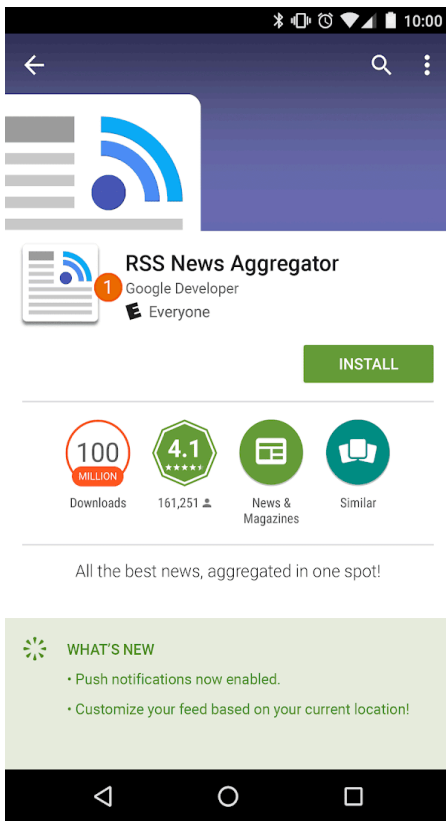 10:00
RSS News Aggregator
1
Google Developer
E Everyone
INSTALL
100
MILLION
4.1
Downloads
161,251
News &
Magazines
Similar
All the best news, aggregated in one spot!
WHAT'S NEW
• Push notifications now enabled.
• Customize your feed based on your current location!